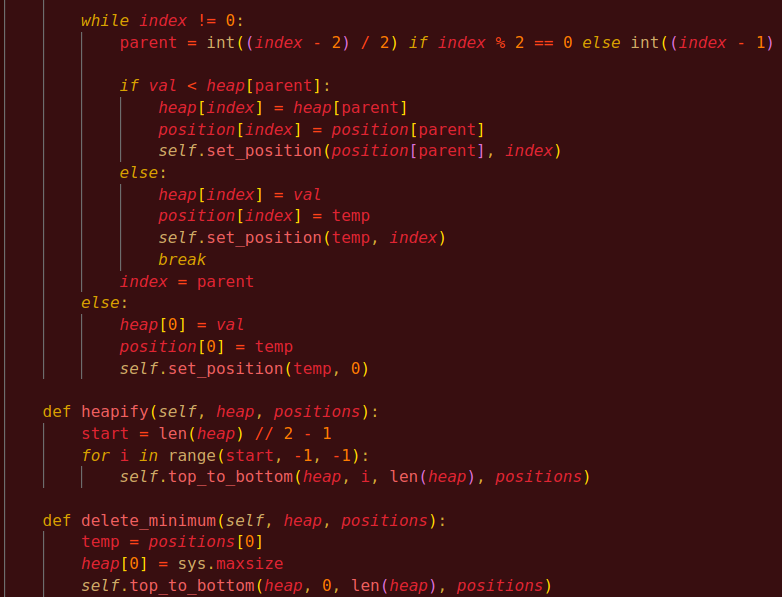 while index != 0:
parent = int((index - 2) / 2) if index % 2 == 0 else int((index - 1)
if val < heap[parent]:
heap[index] = heap[parent]
position[index] = position[parent]
self.set_position(position[parent], index)
else:
heap[index] = val
position[index] = temp
self.set_position(temp, index)
break
index = parent
else:
heap[0] = val
position[0] = temp
self.set_position(temp, 0)
def heapify(self, heap, positions):
start = len(heap) // 2 - 1
for i in range(start, -1, -1):
self.top_to_bottom(heap, i, len(heap), positions)
def delete_minimum(self, heap, positions):
temp = positions[0]
heap[0] = sys.maxsize
self.top_to_bottom(heap, 0, len(heap), positions)